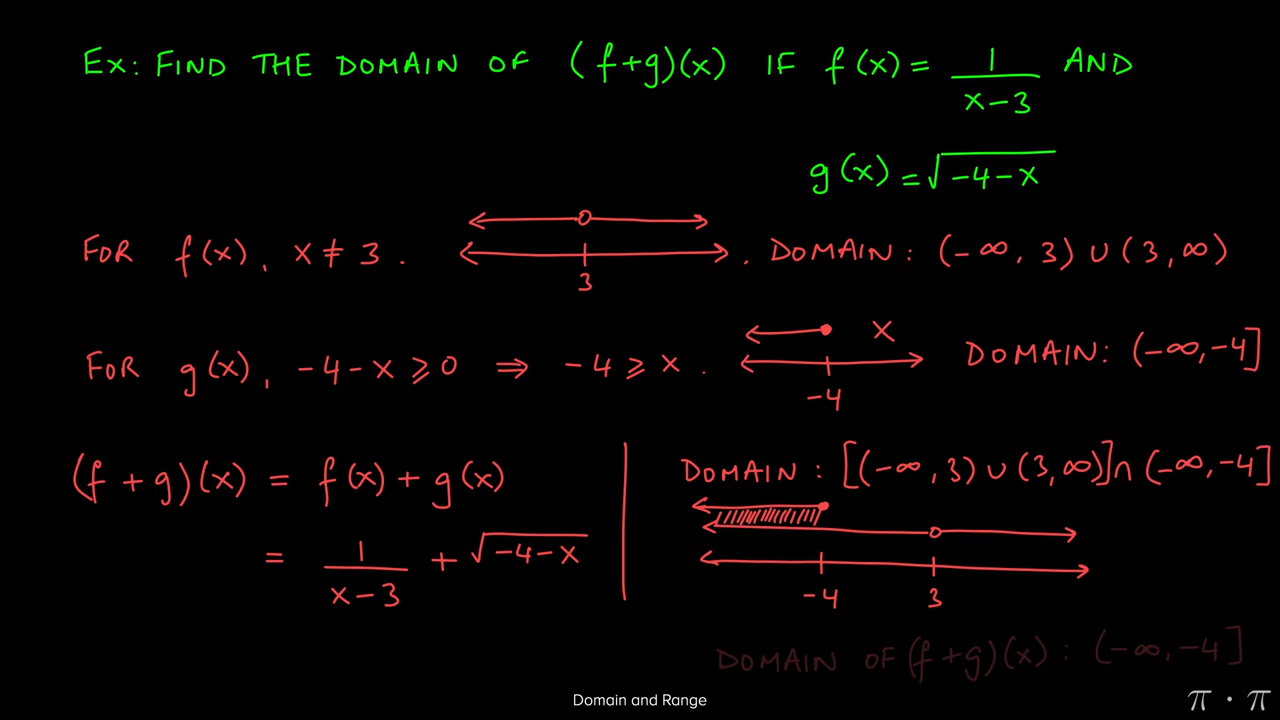 EX: FIND THE DOMAIN OF (f+g)(x) IF f(x) = 1/(x-3) AND
g(x) = √(-4-x)
FOR f(x), x ≠ 3. 3. DOMAIN: (-∞, 3) ∪ (3, ∞)
FOR g(x), -4-x ⩾ 0 ⇒ -4 ⩾ x. -4 X DOMAIN: (-∞, -4]
(f+g)(x) = f(x) + g(x)
= 1/(x-3) + √(-4-x)
DOMAIN: [(-∞, 3) ∪ (3, ∞)] ∩ (-∞, -4]
-4 3
DOMAIN OF (f+g)(x): (-∞, -4]
Domain and Range
π · π